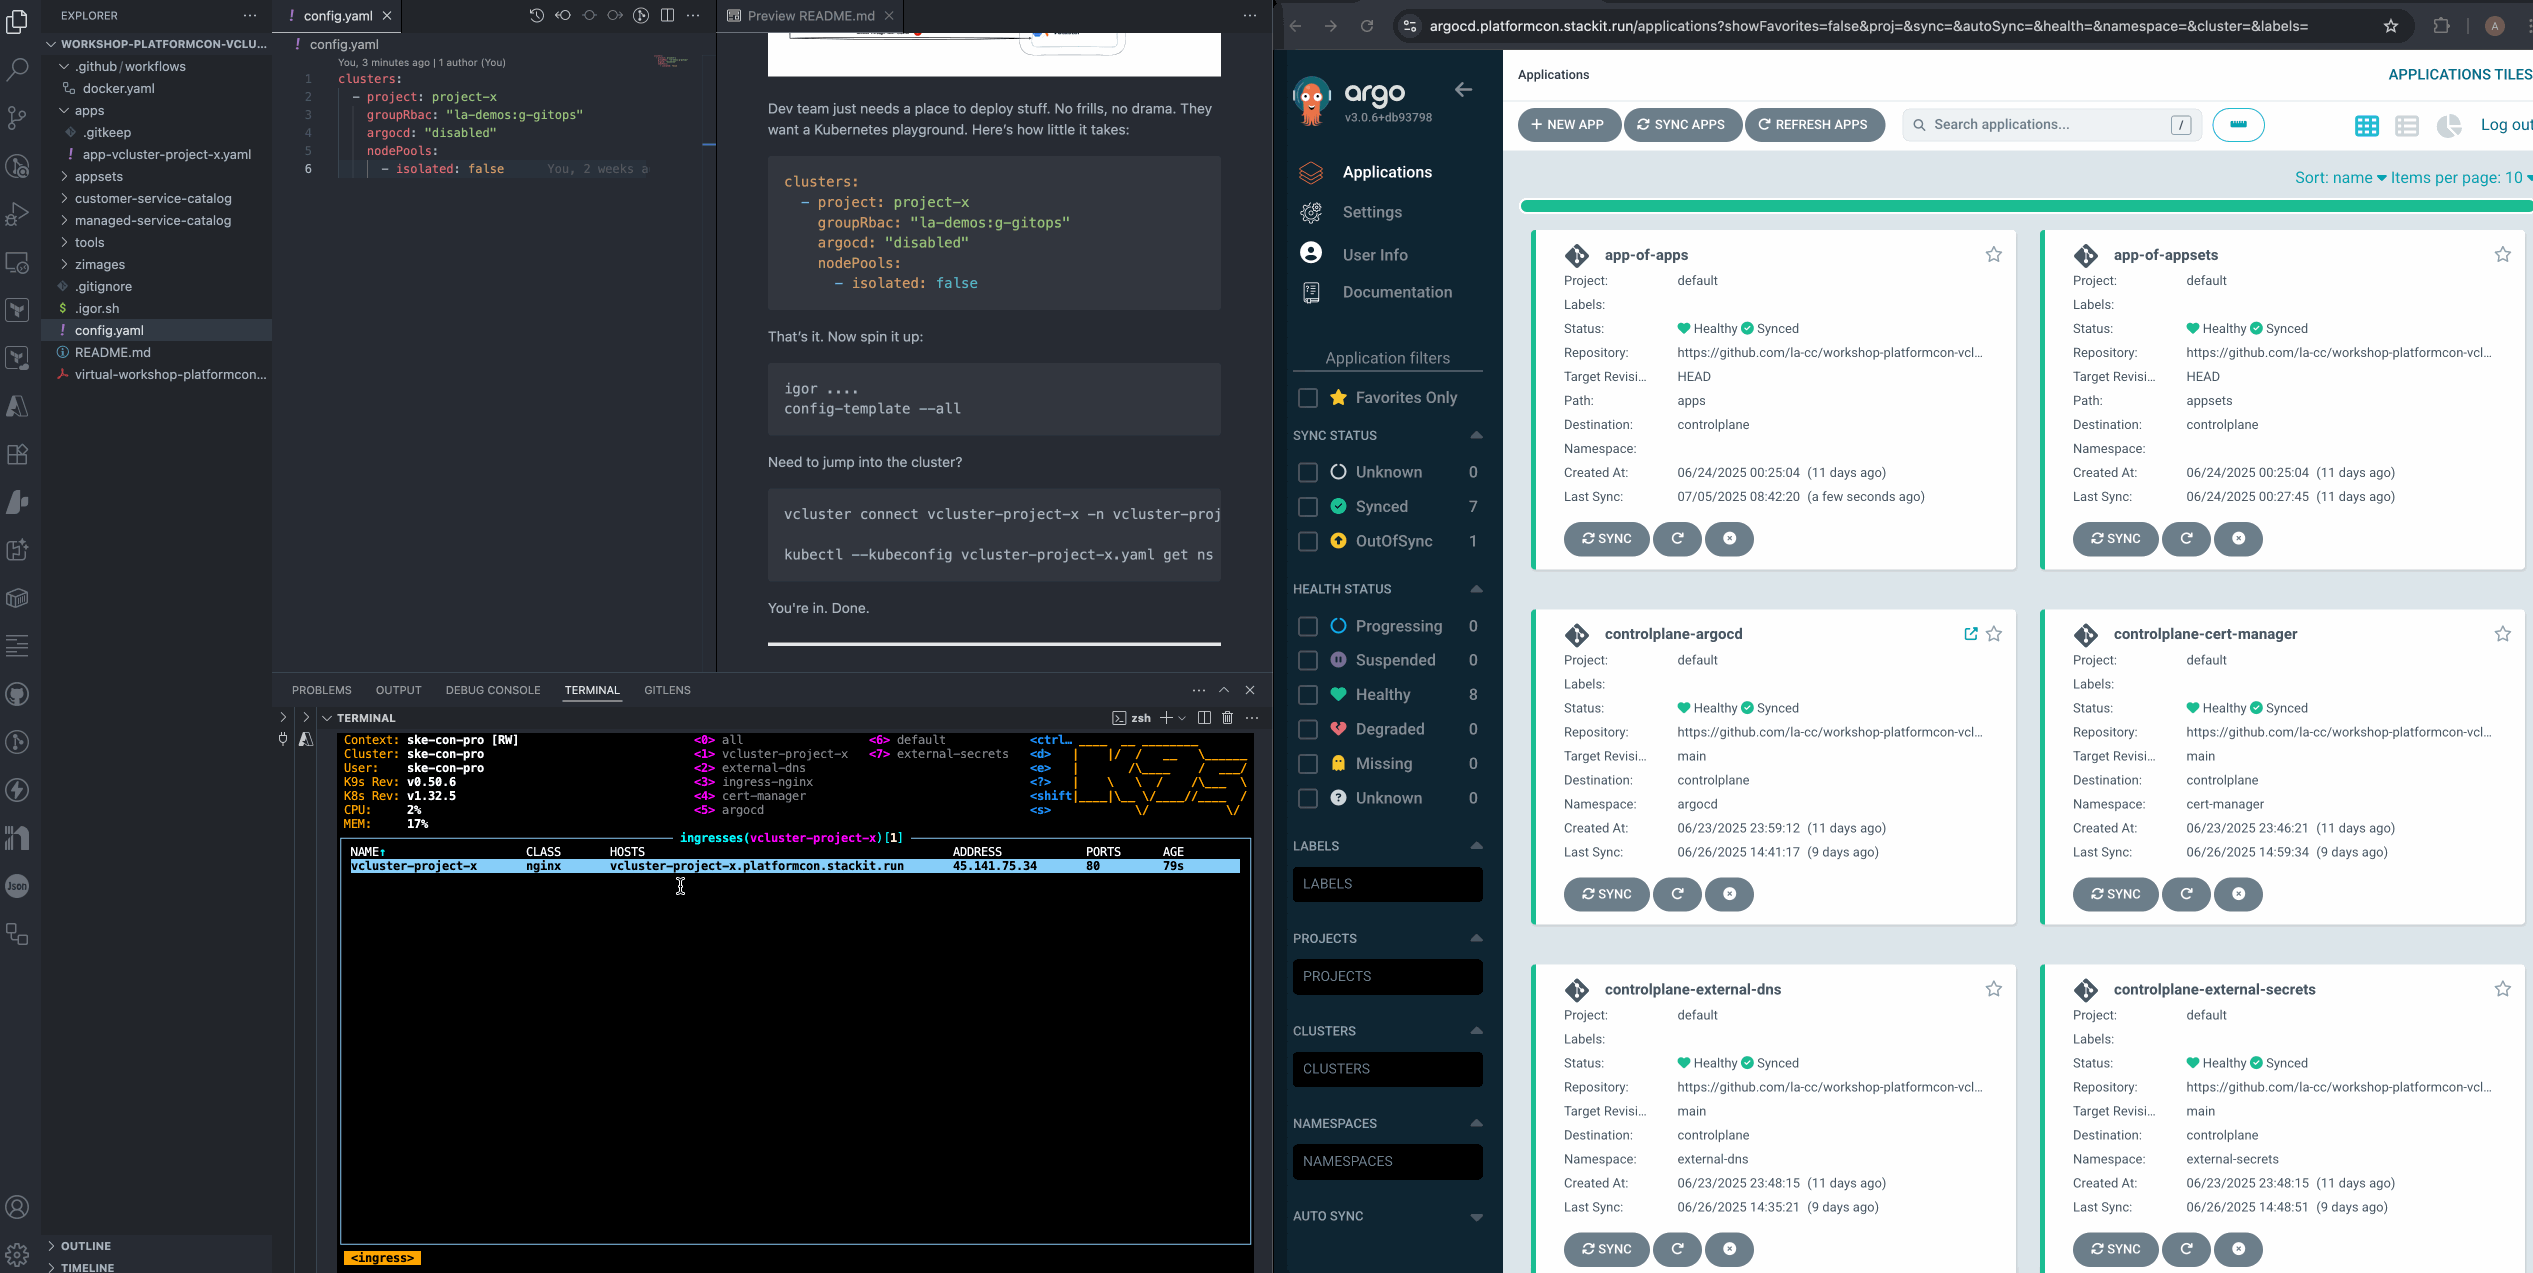 EXPLORER
WORKSHOP-PLATFORMCON-VCLU...
.github/workflows
docker.yaml
apps
.gitkeep
app-vcluster-project-x.yaml
appsets
customer-service-catalog
managed-service-catalog
tools
zimages
.gitignore
.igor.sh
config.yaml
README.md
virtual-workshop-platformcon...
OUTLINE
TIMELINE
config.yaml
config.yaml
You, 3 minutes ago | 1 author (You)
1 clusters:
2 - project: project-x
3 groupRbac: "la-demos:g-gitops"
4 argocd: "disabled"
5 nodePools:
6 - isolated: false You, 2 weeks a
Preview README.md
Dev team just needs a place to deploy stuff. No frills, no drama. They
want a Kubernetes playground. Here's how little it takes:
clusters:
- project: project-x
groupRbac: "la-demos:g-gitops"
argocd: "disabled"
nodePools:
- isolated: false
That's it. Now spin it up:
igor ....
config-template --all
Need to jump into the cluster?
vcluster connect vcluster-project-x -n vcluster-proj
kubectl --kubeconfig vcluster-project-x.yaml get ns
You're in. Done.
PROBLEMS OUTPUT DEBUG CONSOLE TERMINAL GITLENS
TERMINAL
zsh
Context: ske-con-pro [RW] <0> all <6> default <ctrl…
Cluster: ske-con-pro <1> vcluster-project-x <7> external-secrets <d>
User: ske-con-pro <2> external-dns <e>
K9s Rev: v0.50.6 <3> ingress-nginx <?>
K8s Rev: v1.32.5 <4> cert-manager <shift
CPU: 2% <5> argocd <s>
MEM: 17%
ingresses(vcluster-project-x)[1]
NAME↑ CLASS HOSTS ADDRESS PORTS AGE
vcluster-project-x nginx vcluster-project-x.platformcon.stackit.run 45.141.75.34 80 79s
<ingress>
argocd.platformcon.stackit.run/applications?showFavorites=false&proj=&sync=&autoSync=&health=&namespace=&cluster=&labels=
A
argo
v3.0.6+db93798
Applications
Settings
User Info
Documentation
Application filters
Favorites Only
SYNC STATUS
Unknown 0
Synced 7
OutOfSync 1
HEALTH STATUS
Progressing 0
Suspended 0
Healthy 8
Degraded 0
Missing 0
Unknown 0
LABELS
LABELS
PROJECTS
PROJECTS
CLUSTERS
CLUSTERS
NAMESPACES
NAMESPACES
AUTO SYNC
Applications
APPLICATIONS TILES
+ NEW APP SYNC APPS REFRESH APPS Search applications... / Log out
Sort: name Items per page: 10
app-of-apps
Project: default
Labels:
Status: Healthy Synced
Repository: https://github.com/la-cc/workshop-platformcon-vcl...
Target Revisi... HEAD
Path: apps
Destination: controlplane
Namespace:
Created At: 06/24/2025 00:25:04 (11 days ago)
Last Sync: 07/05/2025 08:42:20 (a few seconds ago)
SYNC
app-of-appsets
Project: default
Labels:
Status: Healthy Synced
Repository: https://github.com/la-cc/workshop-platformcon-vcl...
Target Revisi... HEAD
Path: appsets
Destination: controlplane
Namespace:
Created At: 06/24/2025 00:25:04 (11 days ago)
Last Sync: 06/24/2025 00:27:45 (11 days ago)
SYNC
controlplane-argocd
Project: default
Labels:
Status: Healthy Synced
Repository: https://github.com/la-cc/workshop-platformcon-vcl...
Target Revisi... main
Destination: controlplane
Namespace: argocd
Created At: 06/23/2025 23:59:12 (11 days ago)
Last Sync: 06/26/2025 14:41:17 (9 days ago)
SYNC
controlplane-cert-manager
Project: default
Labels:
Status: Healthy Synced
Repository: https://github.com/la-cc/workshop-platformcon-vcl...
Target Revisi... main
Destination: controlplane
Namespace: cert-manager
Created At: 06/23/2025 23:46:21 (11 days ago)
Last Sync: 06/26/2025 14:59:34 (9 days ago)
SYNC
controlplane-external-dns
Project: default
Labels:
Status: Healthy Synced
Repository: https://github.com/la-cc/workshop-platformcon-vcl...
Target Revisi... main
Destination: controlplane
Namespace: external-dns
Created At: 06/23/2025 23:48:15 (11 days ago)
Last Sync: 06/26/2025 14:35:21 (9 days ago)
SYNC
controlplane-external-secrets
Project: default
Labels:
Status: Healthy Synced
Repository: https://github.com/la-cc/workshop-platformcon-vcl...
Target Revisi... main
Destination: controlplane
Namespace: external-secrets
Created At: 06/23/2025 23:48:15 (11 days ago)
Last Sync: 06/26/2025 14:48:51 (9 days ago)
SYNC